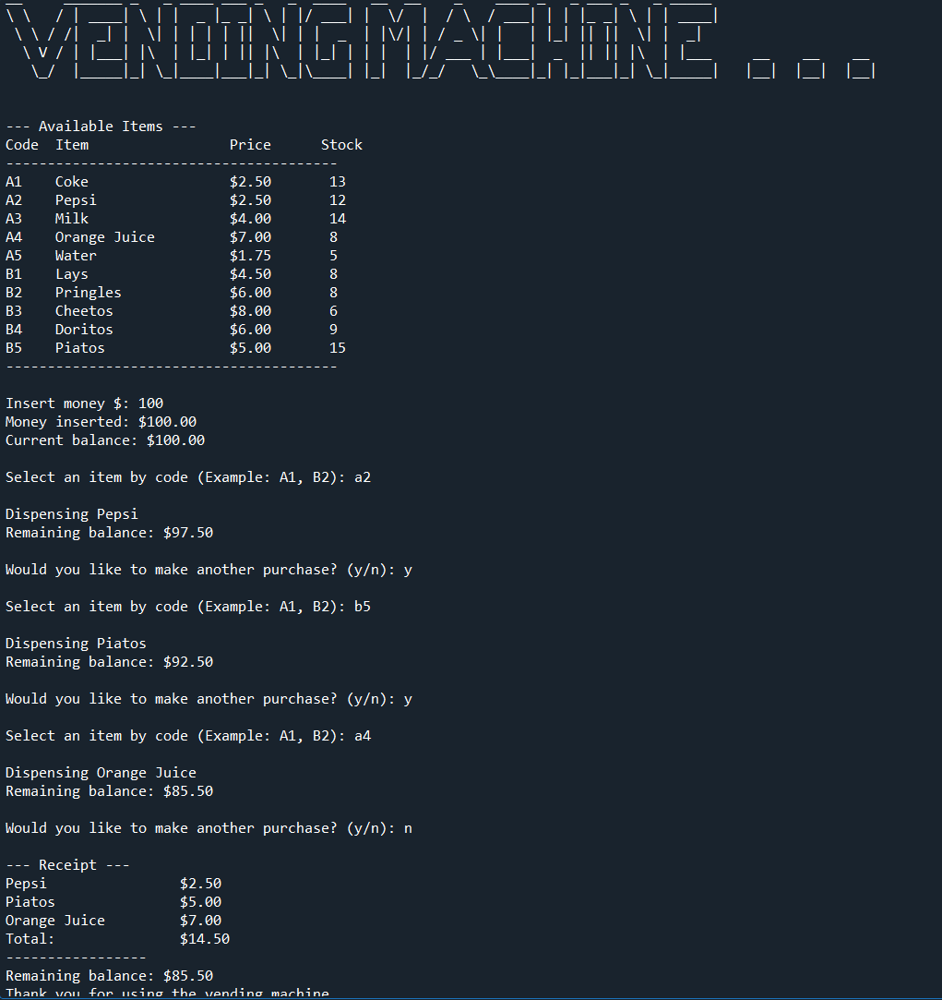 VENDING MACHINE . . .
--- Available Items ---
Code  Item                 Price      Stock
----------------------------------------
A1    Coke                 $2.50       13
A2    Pepsi                $2.50       12
A3    Milk                 $4.00       14
A4    Orange Juice         $7.00       8
A5    Water                $1.75       5
B1    Lays                 $4.50       8
B2    Pringles             $6.00       8
B3    Cheetos              $8.00       6
B4    Doritos              $6.00       9
B5    Piatos               $5.00       15
----------------------------------------
Insert money $: 100
Money inserted: $100.00
Current balance: $100.00
Select an item by code (Example: A1, B2): a2
Dispensing Pepsi
Remaining balance: $97.50
Would you like to make another purchase? (y/n): y
Select an item by code (Example: A1, B2): b5
Dispensing Piatos
Remaining balance: $92.50
Would you like to make another purchase? (y/n): y
Select an item by code (Example: A1, B2): a4
Dispensing Orange Juice
Remaining balance: $85.50
Would you like to make another purchase? (y/n): n
--- Receipt ---
Pepsi                $2.50
Piatos               $5.00
Orange Juice         $7.00
Total:               $14.50
-----------------
Remaining balance: $85.50
Thank you for using the vending machine